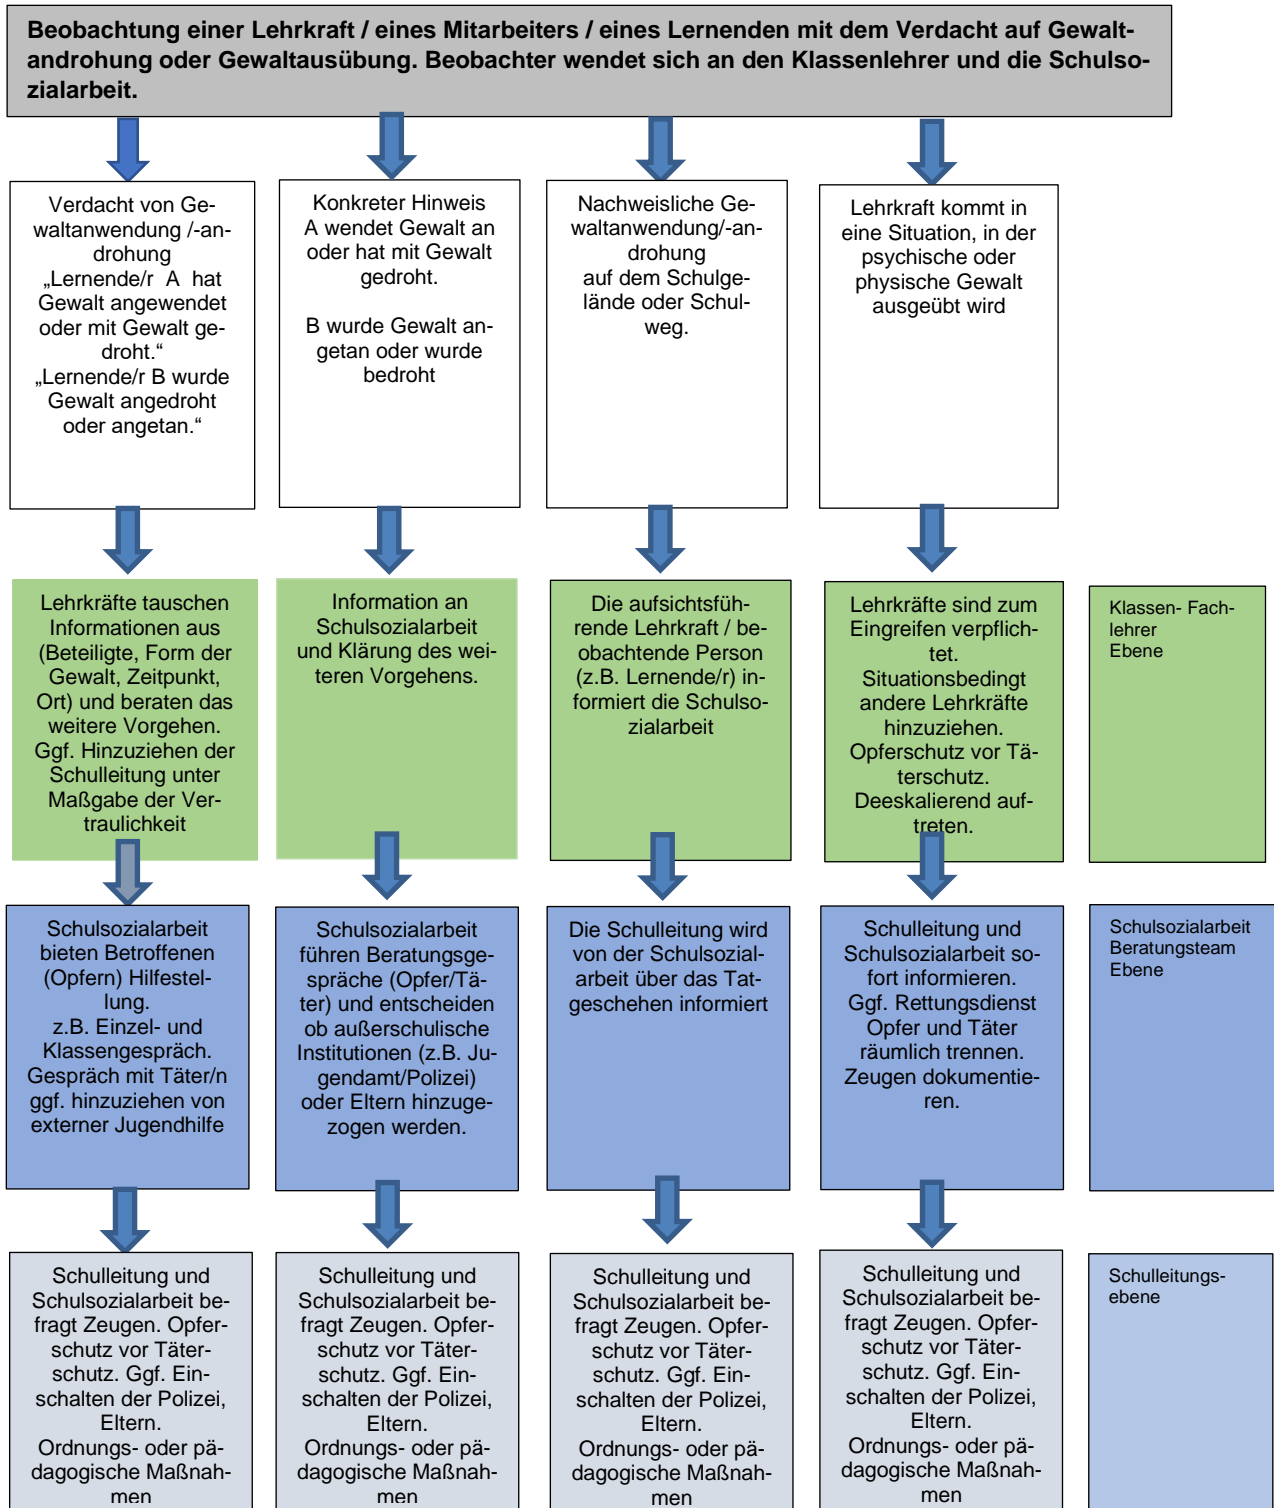 Beobachtung einer Lehrkraft / eines Mitarbeiters / eines Lernenden mit dem Verdacht auf Gewalt-
androhung oder Gewaltausübung. Beobachter wendet sich an den Klassenlehrer und die Schulso-
zialarbeit.
Verdacht von Ge-
waltanwendung /-an-
drohung
„Lernende/r A hat
Gewalt angewendet
oder mit Gewalt ge-
droht.“
„Lernende/r B wurde
Gewalt angedroht
oder angetan.“
Konkreter Hinweis
A wendet Gewalt an
oder hat mit Gewalt
gedroht.
B wurde Gewalt an-
getan oder wurde
bedroht
Nachweisliche Ge-
waltanwendung/-an-
drohung
auf dem Schulge-
lände oder Schul-
weg.
Lehrkraft kommt in
eine Situation, in der
psychische oder
physische Gewalt
ausgeübt wird
Lehrkräfte tauschen
Informationen aus
(Beteiligte, Form der
Gewalt, Zeitpunkt,
Ort) und beraten das
weitere Vorgehen.
Ggf. Hinzuziehen der
Schulleitung unter
Maßgabe der Ver-
traulichkeit
Information an
Schulsozialarbeit
und Klärung des wei-
teren Vorgehens.
Die aufsichtsfüh-
rende Lehrkraft / be-
obachtende Person
(z.B. Lernende/r) in-
formiert die Schulso-
zialarbeit
Lehrkräfte sind zum
Eingreifen verpflich-
tet.
Situationsbedingt
andere Lehrkräfte
hinzuziehen.
Opferschutz vor Tä-
terschutz.
Deeskalierend auf-
treten.
Klassen- Fach-
lehrer
Ebene
Schulsozialarbeit
bieten Betroffenen
(Opfern) Hilfestel-
lung.
z.B. Einzel- und
Klassengespräch.
Gespräch mit Täter/n
ggf. hinzuziehen von
externer Jugendhilfe
Schulsozialarbeit
führen Beratungsge-
spräche (Opfer/Tä-
ter) und entscheiden
ob außerschulische
Institutionen (z.B. Ju-
gendamt/Polizei)
oder Eltern hinzuge-
zogen werden.
Die Schulleitung wird
von der Schulsozial-
arbeit über das Tat-
geschehen informiert
Schulleitung und
Schulsozialarbeit so-
fort informieren.
Ggf. Rettungsdienst
Opfer und Täter
räumlich trennen.
Zeugen dokumentie-
ren.
Schulsozialarbeit
Beratungsteam
Ebene
Schulleitung und
Schulsozialarbeit be-
fragt Zeugen. Opfer-
schutz vor Täter-
schutz. Ggf. Ein-
schalten der Polizei,
Eltern.
Ordnungs- oder pä-
dagogische Maßnah-
men
Schulleitung und
Schulsozialarbeit be-
fragt Zeugen. Opfer-
schutz vor Täter-
schutz. Ggf. Ein-
schalten der Polizei,
Eltern.
Ordnungs- oder pä-
dagogische Maßnah-
men
Schulleitung und
Schulsozialarbeit be-
fragt Zeugen. Opfer-
schutz vor Täter-
schutz. Ggf. Ein-
schalten der Polizei,
Eltern.
Ordnungs- oder pä-
dagogische Maßnah-
men
Schulleitung und
Schulsozialarbeit be-
fragt Zeugen. Opfer-
schutz vor Täter-
schutz. Ggf. Ein-
schalten der Polizei,
Eltern.
Ordnungs- oder pä-
dagogische Maßnah-
men
Schulleitungs-
ebene